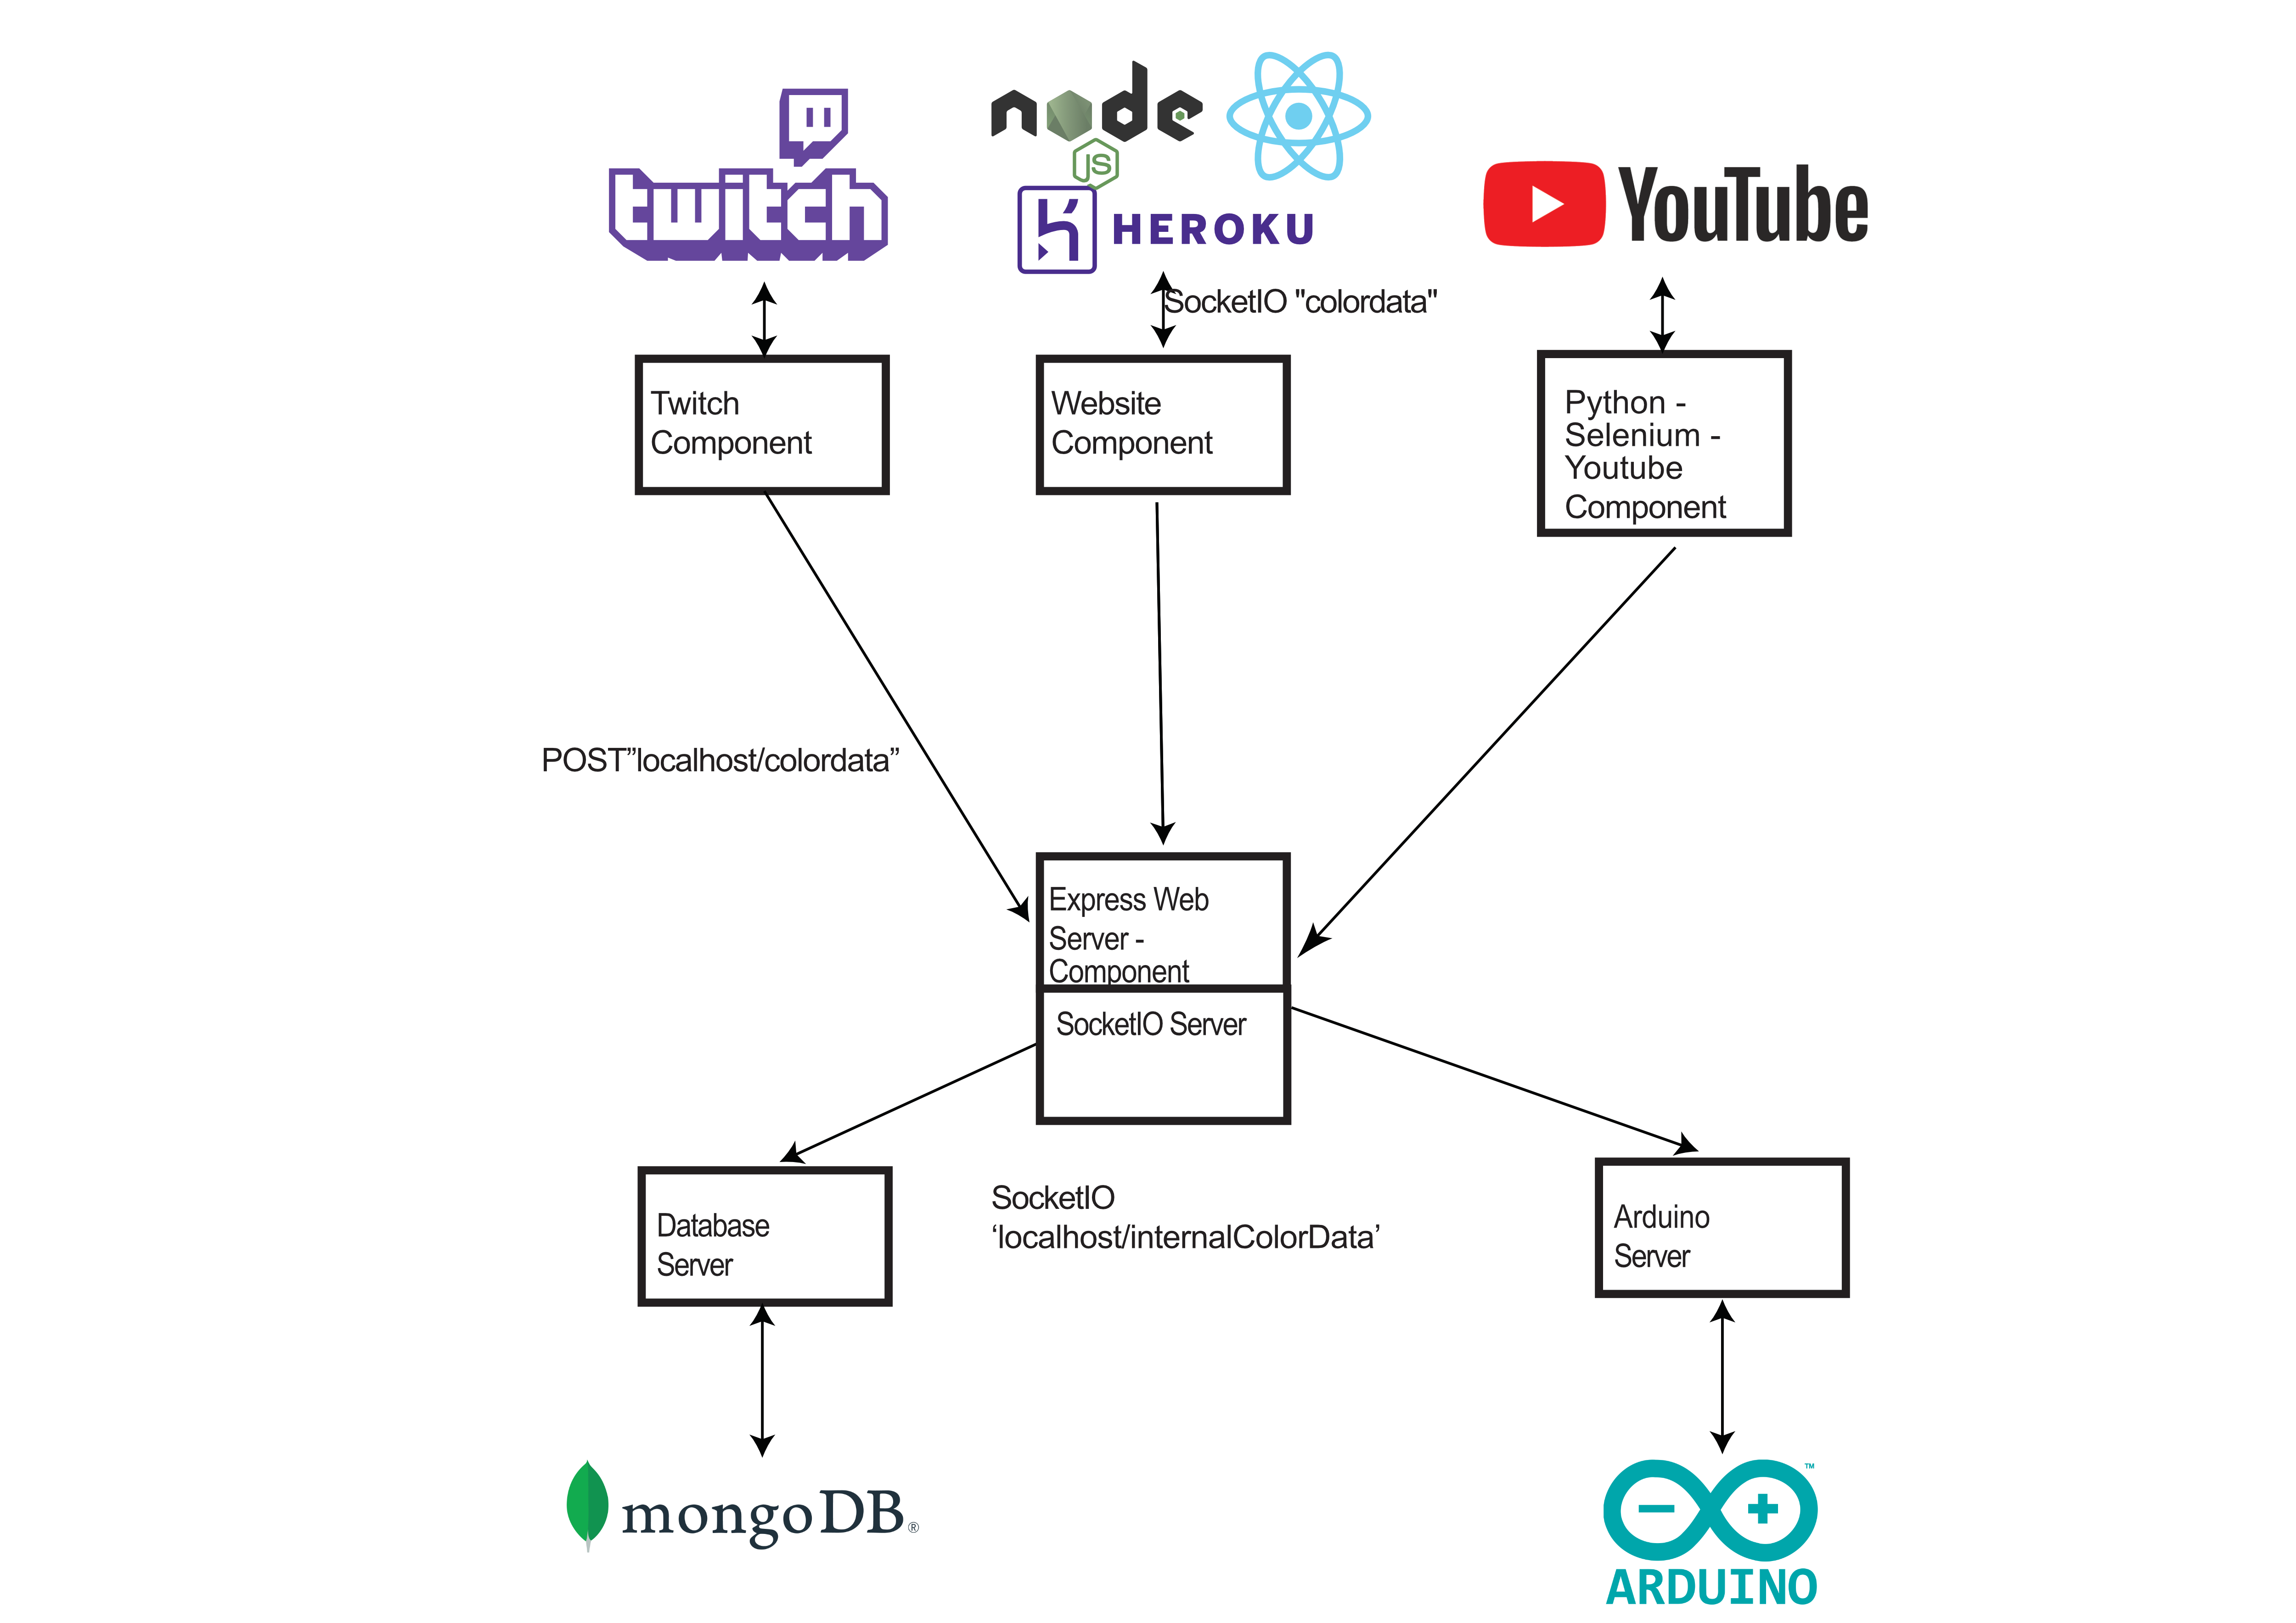 twitch
node
JS
HEROKU
YouTube
SocketIO "colordata"
Twitch
Component
Website
Component
Python -
Selenium -
Youtube
Component
POST”localhost/colordata”
Express Web
Server -
Component
SocketIO Server
Database
Server
SocketIO
‘localhost/internalColorData’
Arduino
Server
mongoDB®
™
ARDUINO